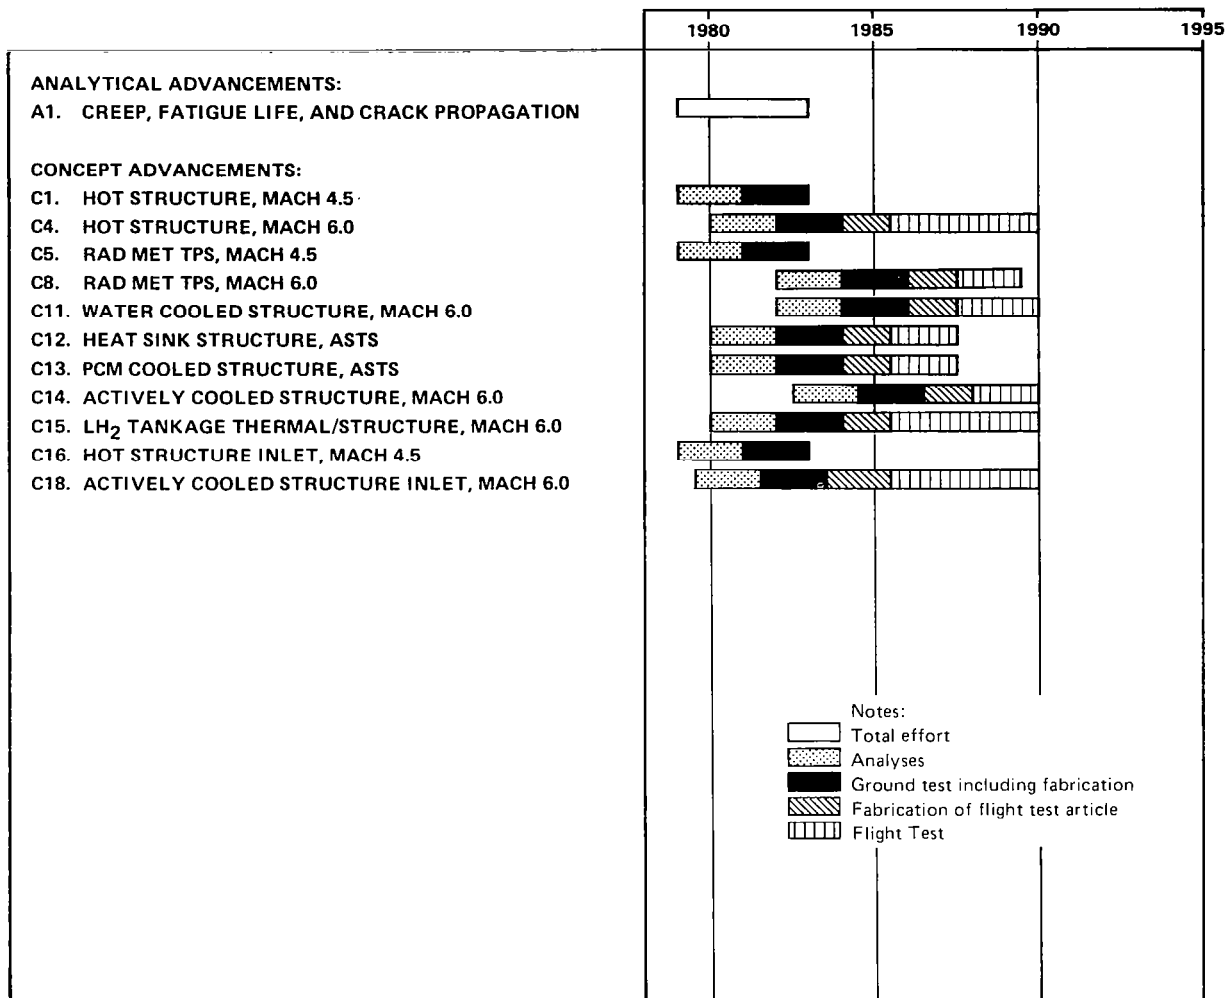 1980 1985 1990 1995
ANALYTICAL ADVANCEMENTS:
A1. CREEP, FATIGUE LIFE, AND CRACK PROPAGATION
CONCEPT ADVANCEMENTS:
C1. HOT STRUCTURE, MACH 4.5
C4. HOT STRUCTURE, MACH 6.0
C5. RAD MET TPS, MACH 4.5
C8. RAD MET TPS, MACH 6.0
C11. WATER COOLED STRUCTURE, MACH 6.0
C12. HEAT SINK STRUCTURE, ASTS
C13. PCM COOLED STRUCTURE, ASTS
C14. ACTIVELY COOLED STRUCTURE, MACH 6.0
C15. LH2 TANKAGE THERMAL/STRUCTURE, MACH 6.0
C16. HOT STRUCTURE INLET, MACH 4.5
C18. ACTIVELY COOLED STRUCTURE INLET, MACH 6.0
Notes:
Total effort
Analyses
Ground test including fabrication
Fabrication of flight test article
Flight Test